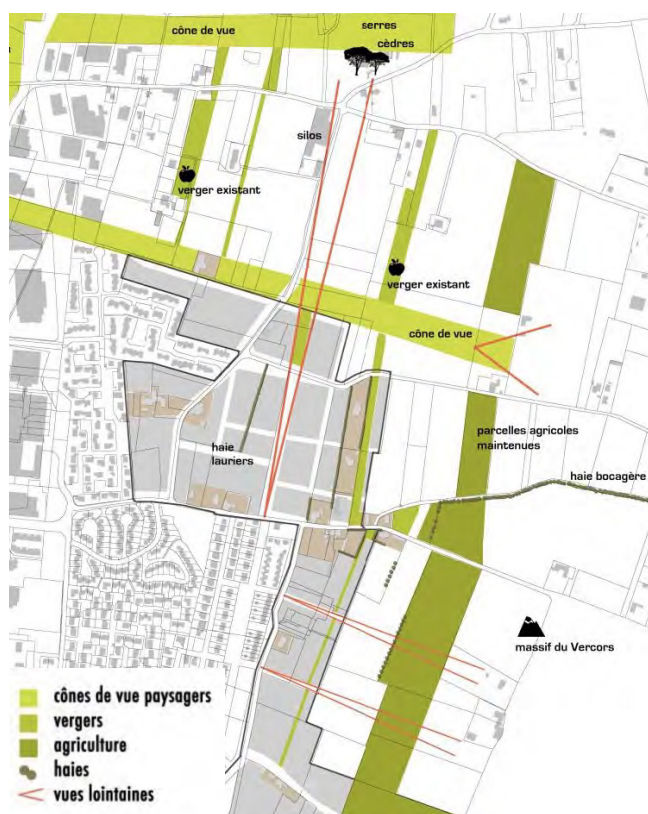 cône de vue
serres
cèdres
silos
verger existant
verger existant
cône de vue
parcelles agricoles
maintenues
haie
lauriers
haie bocagère
massif du Vercors
cônes de vue paysagers
vergers
agriculture
haies
vues lointaines